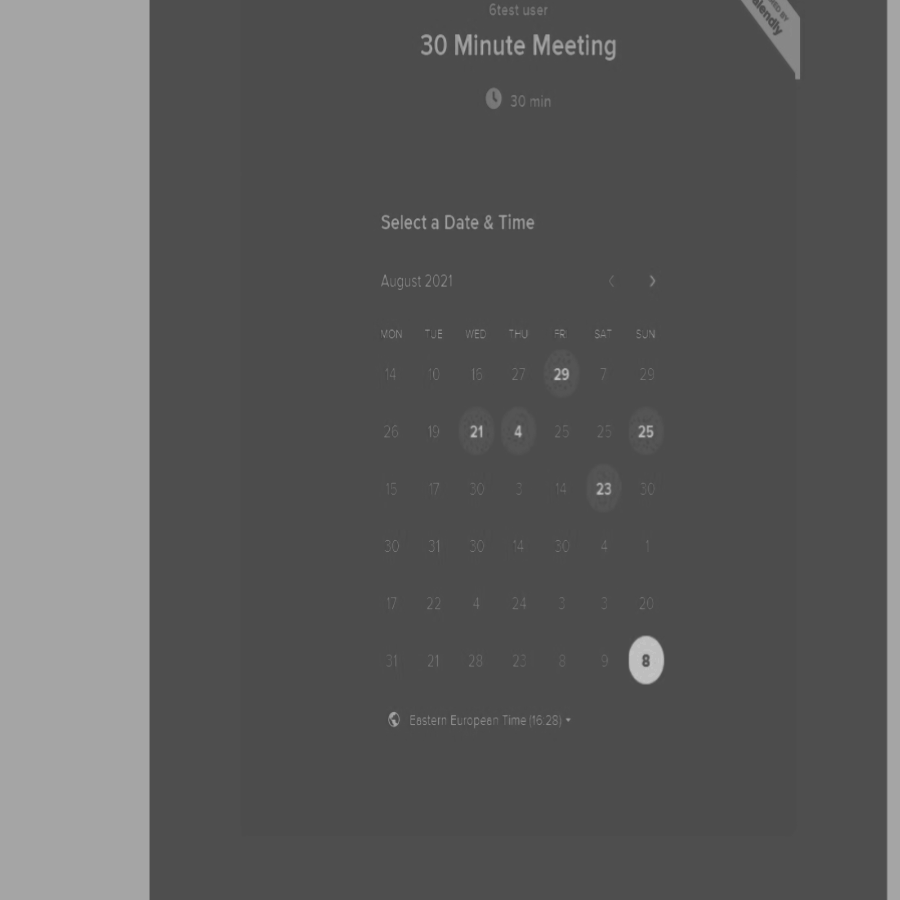 6test user
30 Minute Meeting
30 min
Select a Date & Time
August 2021
MON TUE WED THU FRI SAT SUN
14 10 16 27 29 7 29
26 19 21 4 25 25 25
15 17 30 3 14 23 30
30 31 30 14 30 4 1
17 22 4 24 3 3 20
31 21 28 23 8 9 8
Eastern European Time (16:28)